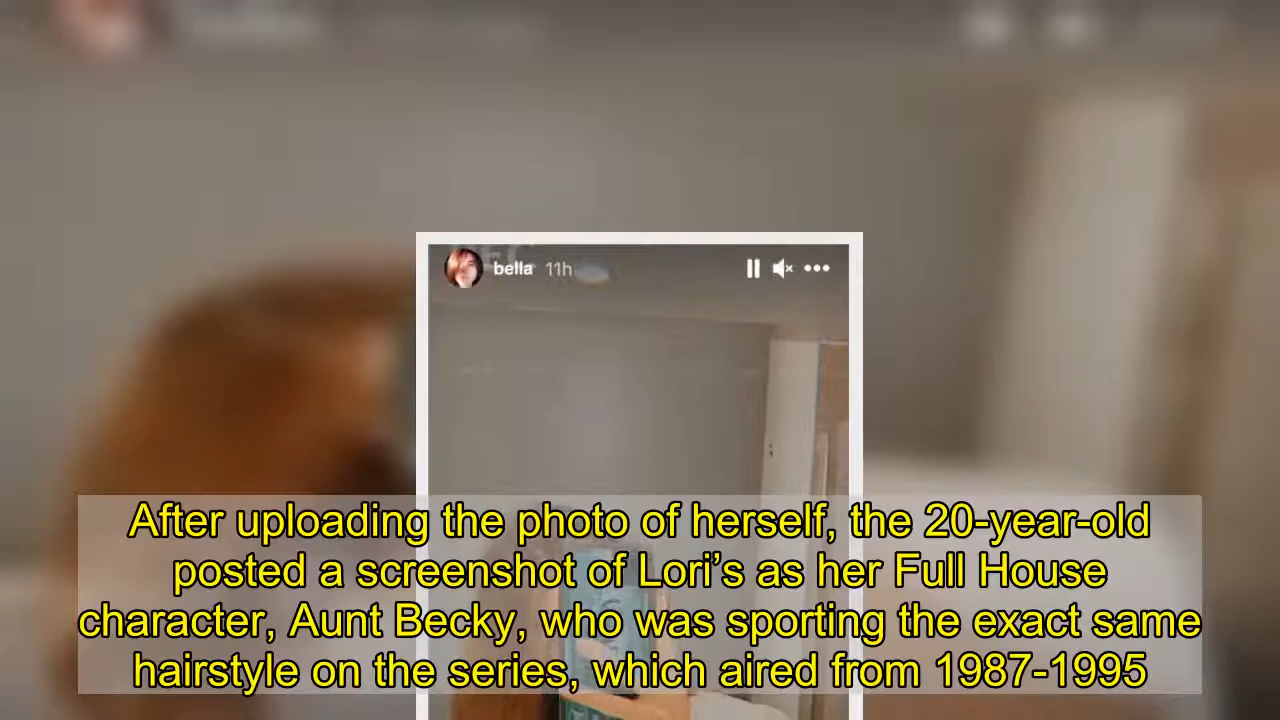 bella 11h
After uploading the photo of herself, the 20-year-old
posted a screenshot of Lori’s as her Full House
character, Aunt Becky, who was sporting the exact same
hairstyle on the series, which aired from 1987-1995